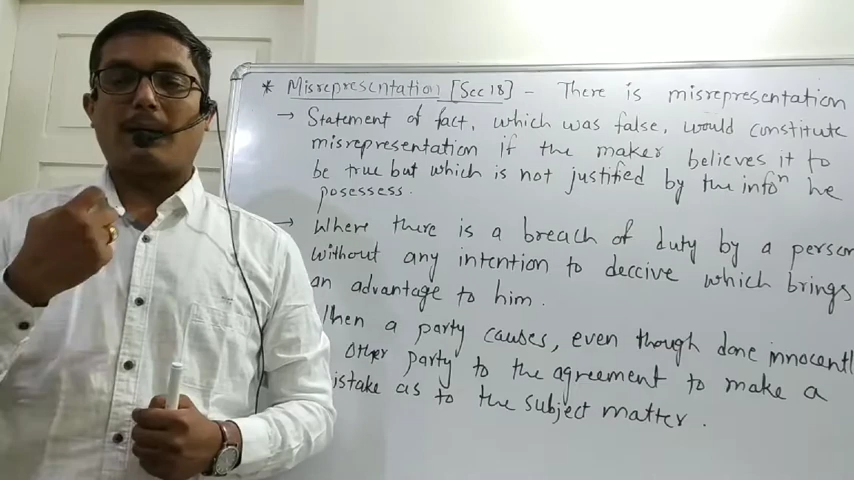 * Misrepresentation [Sec 18] - There is misrepresentation
→ Statement of fact, which was false, would constitute
misrepresentation if the maker believes it to
be true but which is not justified by the infoⁿ he
posessess.
→ Where there is a breach of duty by a person
without any intention to deceive which brings
an advantage to him.
When a party causes, even though done innocentl
other party to the agreement to make a
istake as to the subject matter.